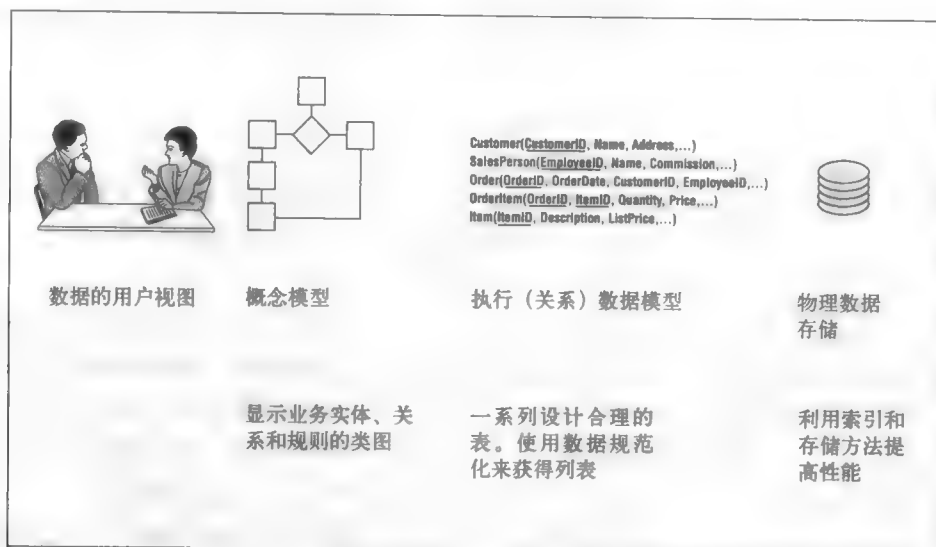 Customer(CustomerID, Name, Address,...)
SalesPerson(EmployeeID, Name, Commission,...)
Order(OrderID, OrderDate, CustomerID, EmployeeID,...)
OrderItem(OrderID, ItemID, Quantity, Price,...)
Item(ItemID, Description, ListPrice,...)
数据的用户视图
概念模型
执行（关系）数据模型
物理数据
存储
显示业务实体、关
系和规则的类图
一系列设计合理的
表。使用数据规范
化来获得列表
利用索引和
存储方法提
高性能